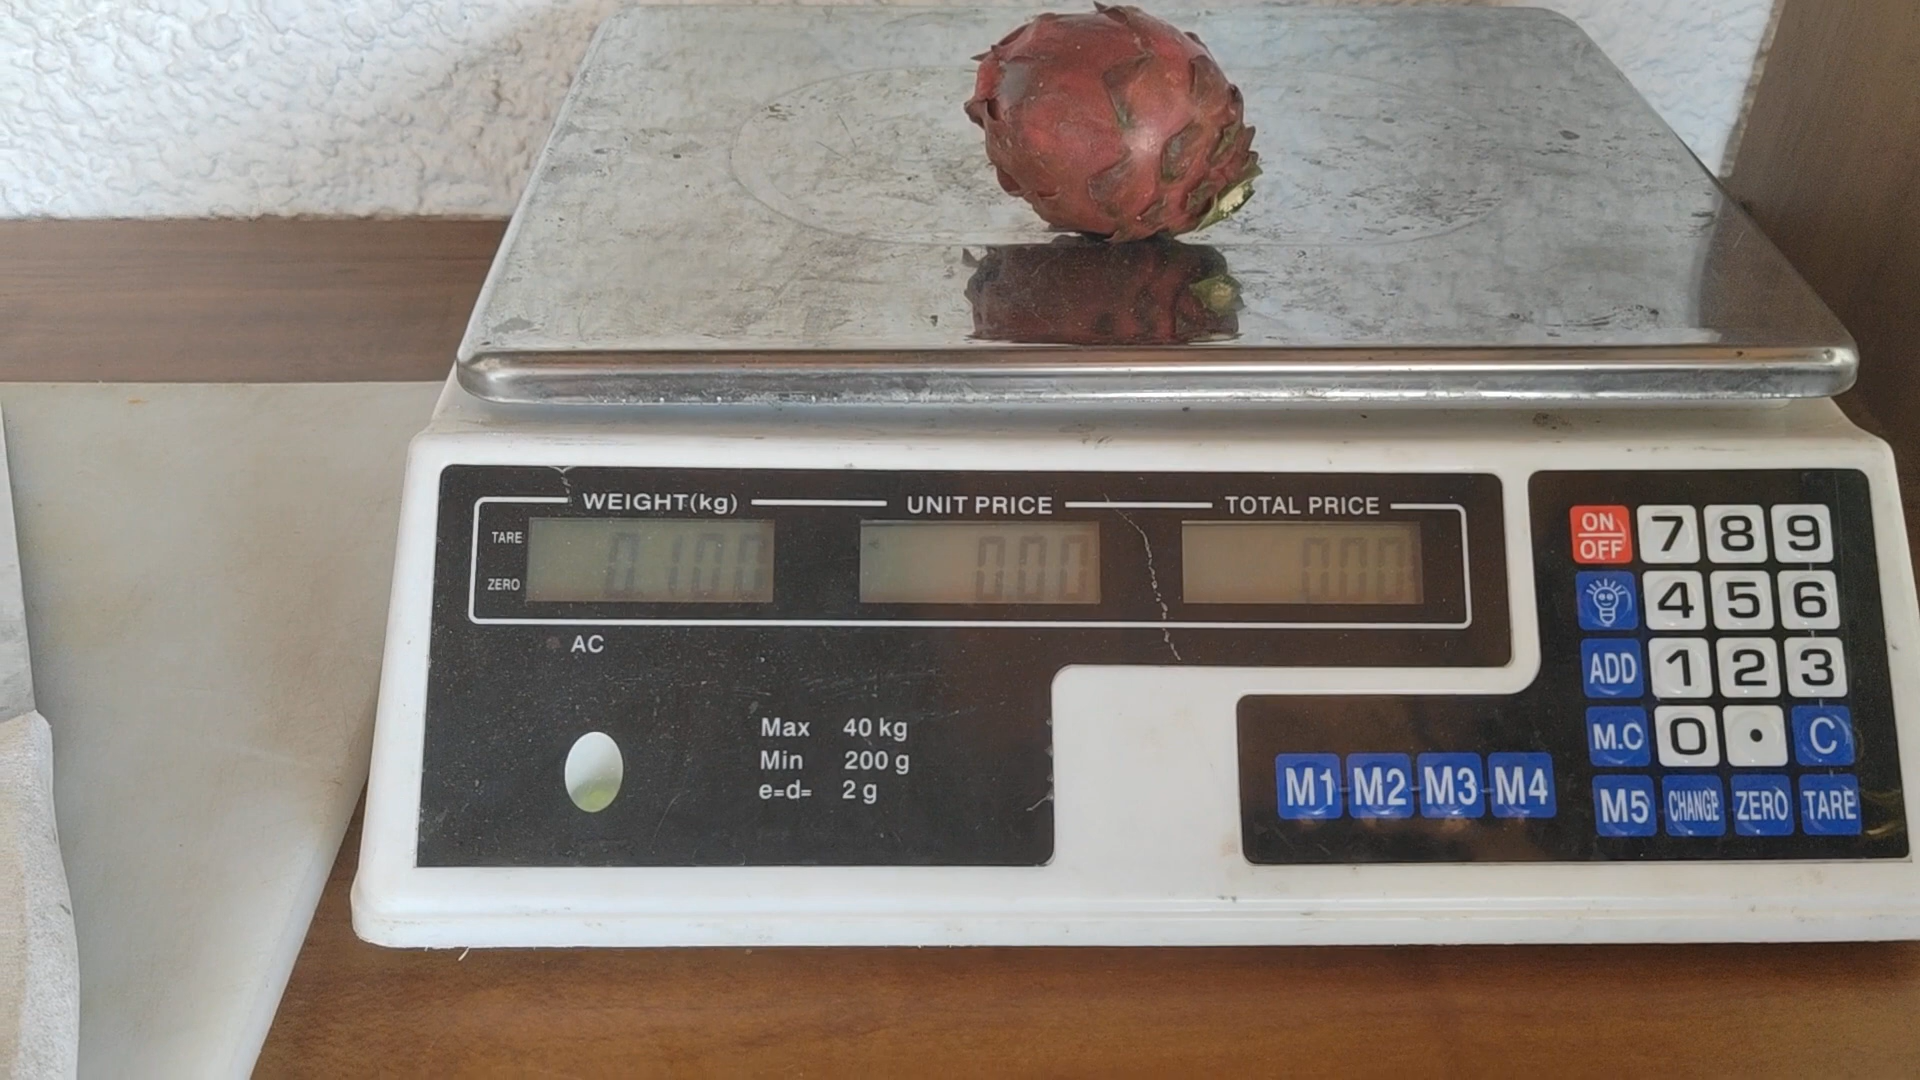 WEIGHT(kg) UNIT PRICE TOTAL PRICE
TARE 0.100 0.00 0.00
ZERO
AC
Max 40 kg
Min 200 g
e=d= 2 g
ON OFF 7 8 9
4 5 6
ADD 1 2 3
M.C 0 • C
M1 M2 M3 M4 M5 CHANGE ZERO TARE